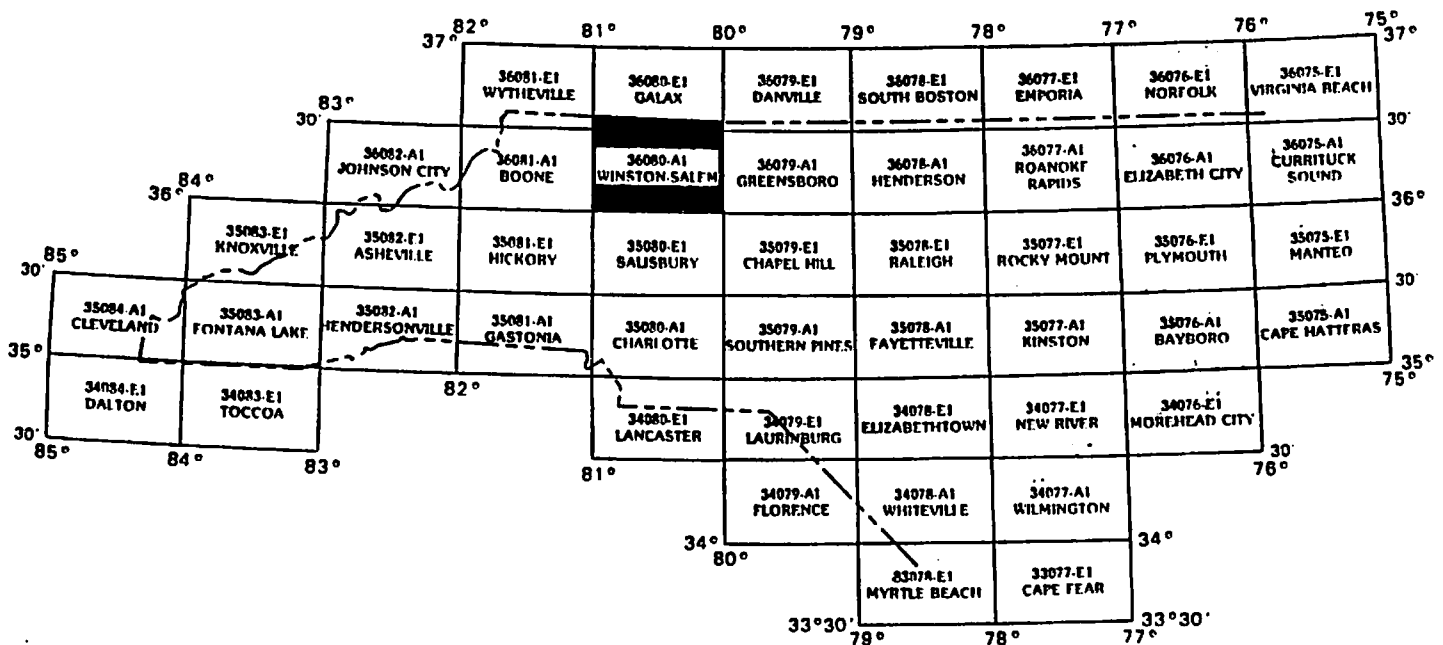 82° 81° 80° 79° 78° 77° 76° 75°
37° 37°
36081-E1 36080-E1 36079-E1 36078-E1 36077-E1 36076-E1 36075-E1
WYTHEVILLE GALAX DANVILLE SOUTH BOSTON EMPORIA NORFOLK VIRGINIA BEACH
83°
30' 30'
36082-A1 36081-A1 36080-A1 36079-A1 36078-A1 36077-A1 36076-A1 36075-A1
JOHNSON CITY BOONE WINSTON-SALEM GREENSBORO HENDERSON ROANOKE RAPIDS ELIZABETH CITY CURRITUCK SOUND
84°
36° 36°
35083-E1 35082-E1 35081-E1 35080-E1 35079-E1 35078-E1 35077-E1 35076-E1 35075-E1
KNOXVILLE ASHEVILLE HICKORY SALISBURY CHAPEL HILL RALEIGH ROCKY MOUNT PLYMOUTH MANTEO
85°
30' 30'
35084-A1 35083-A1 35082-A1 35081-A1 35080-A1 35079-A1 35078-A1 35077-A1 35076-A1 35075-A1
CLEVELAND FONTANA LAKE HENDERSONVILLE GASTONIA CHARLOTTE SOUTHERN PINES FAYETTEVILLE KINSTON BAYBORO CAPE HATTERAS
35° 35°
82° 75°
34084-E1 34083-E1 34080-E1 34079-E1 34078-E1 34077-E1 34076-E1
DALTON TOCCOA LANCASTER LAURINBURG ELIZABETHTOWN NEW RIVER MOREHEAD CITY
30' 30'
85° 84° 83° 81° 76°
34079-A1 34078-A1 34077-A1
FLORENCE WHITEVILLE WILMINGTON
34° 34°
80°
83078-E1 33077-E1
MYRTLE BEACH CAPE FEAR
33°30' 33°30'
79° 78° 77°